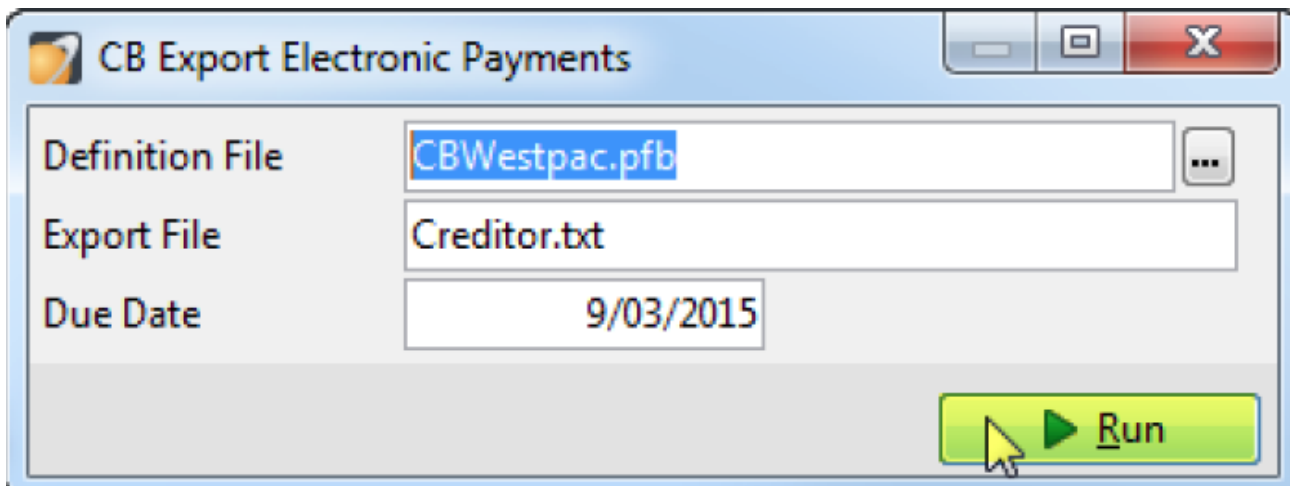 CB Export Electronic Payments
Definition File CBWestpac.pfb ...
Export File Creditor.txt
Due Date 9/03/2015
Run